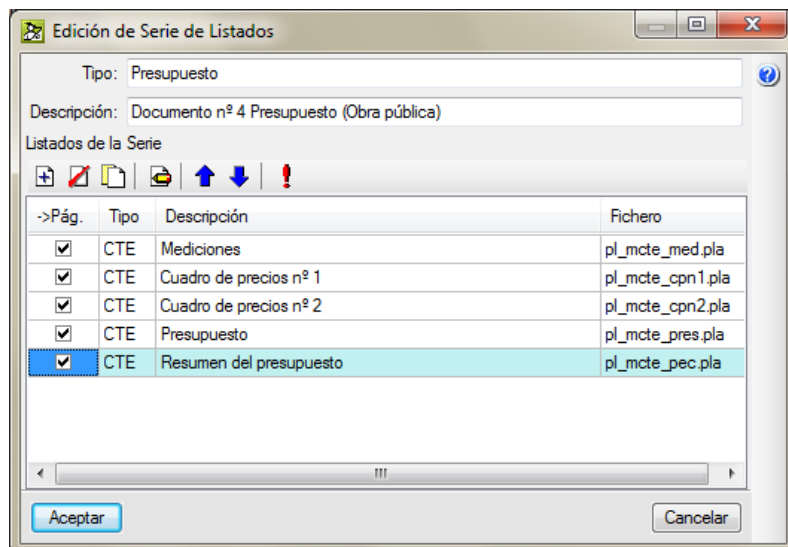 Edición de Serie de Listados
Tipo: Presupuesto
Descripción: Documento nº 4 Presupuesto (Obra pública)
Listados de la Serie
->Pág. Tipo Descripción Fichero
CTE Mediciones pl_mcte_med.pla
CTE Cuadro de precios nº 1 pl_mcte_cpn1.pla
CTE Cuadro de precios nº 2 pl_mcte_cpn2.pla
CTE Presupuesto pl_mcte_pres.pla
CTE Resumen del presupuesto pl_mcte_pec.pla
Aceptar Cancelar